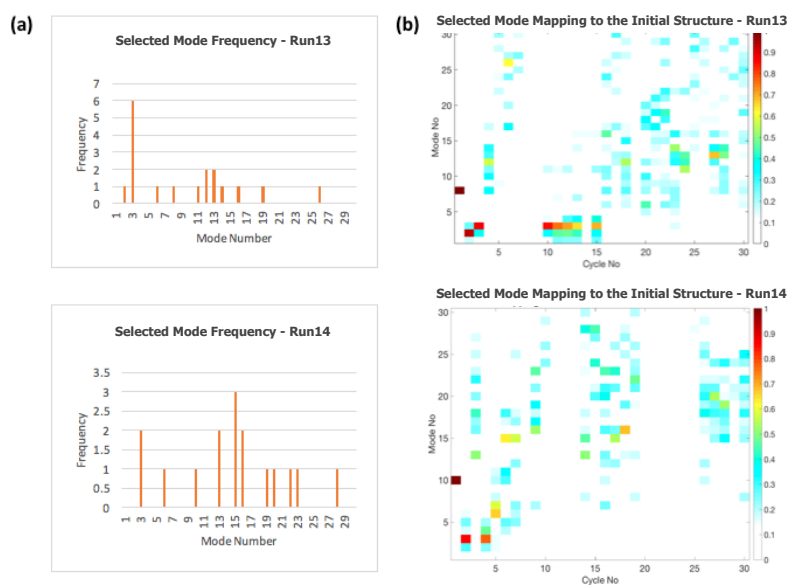 (a)
Selected Mode Frequency - Run13
7
6
5
4
3
2
1
0
Frequency
1 3 5 7 9 11 13 15 17 19 21 23 25 27 29
Mode Number
(b)
Selected Mode Mapping to the Initial Structure - Run13
30
25
20
15
10
5
Mode No
5 10 15 20 25 30
Cycle No
0.9
0.8
0.7
0.6
0.5
0.4
0.3
0.2
0.1
0
Selected Mode Frequency - Run14
3.5
3
2.5
2
1.5
1
0.5
0
Frequency
1 3 5 7 9 11 13 15 17 19 21 23 25 27 29
Mode Number
Selected Mode Mapping to the Initial Structure - Run14
30
25
20
15
10
5
Mode No
5 10 15 20 25 30
Cycle No
1
0.9
0.8
0.7
0.6
0.5
0.4
0.3
0.2
0.1
0